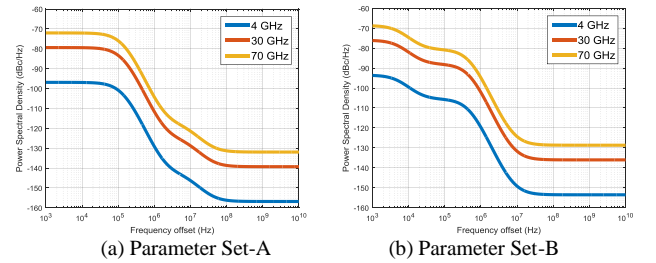 -60
-70
-80
-90
-100
-110
-120
-130
-140
-150
-160
Power Spectral Density (dBc/Hz)
4 GHz
30 GHz
70 GHz
10³ 10⁴ 10⁵ 10⁶ 10⁷ 10⁸ 10⁹ 10¹⁰
Frequency offset (Hz)
(a) Parameter Set-A
-60
-70
-80
-90
-100
-110
-120
-130
-140
-150
-160
Power Spectral Density (dBc/Hz)
4 GHz
30 GHz
70 GHz
10³ 10⁴ 10⁵ 10⁶ 10⁷ 10⁸ 10⁹ 10¹⁰
Frequency offset (Hz)
(b) Parameter Set-B